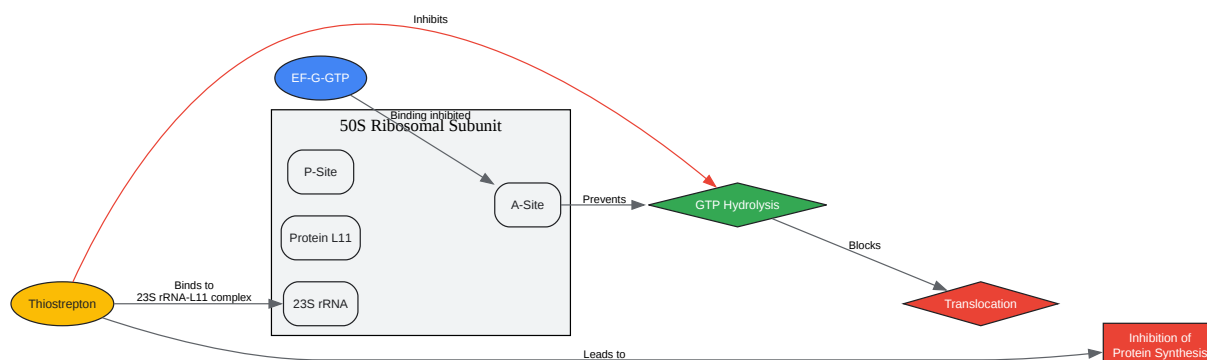 Inhibits
EF-G-GTP
Binding inhibited
50S Ribosomal Subunit
P-Site
A-Site
Prevents
GTP Hydrolysis
Protein L11
Blocks
Thiostrepton
Binds to
23S rRNA-L11 complex
23S rRNA
Translocation
Leads to
Inhibition of
Protein Synthesis